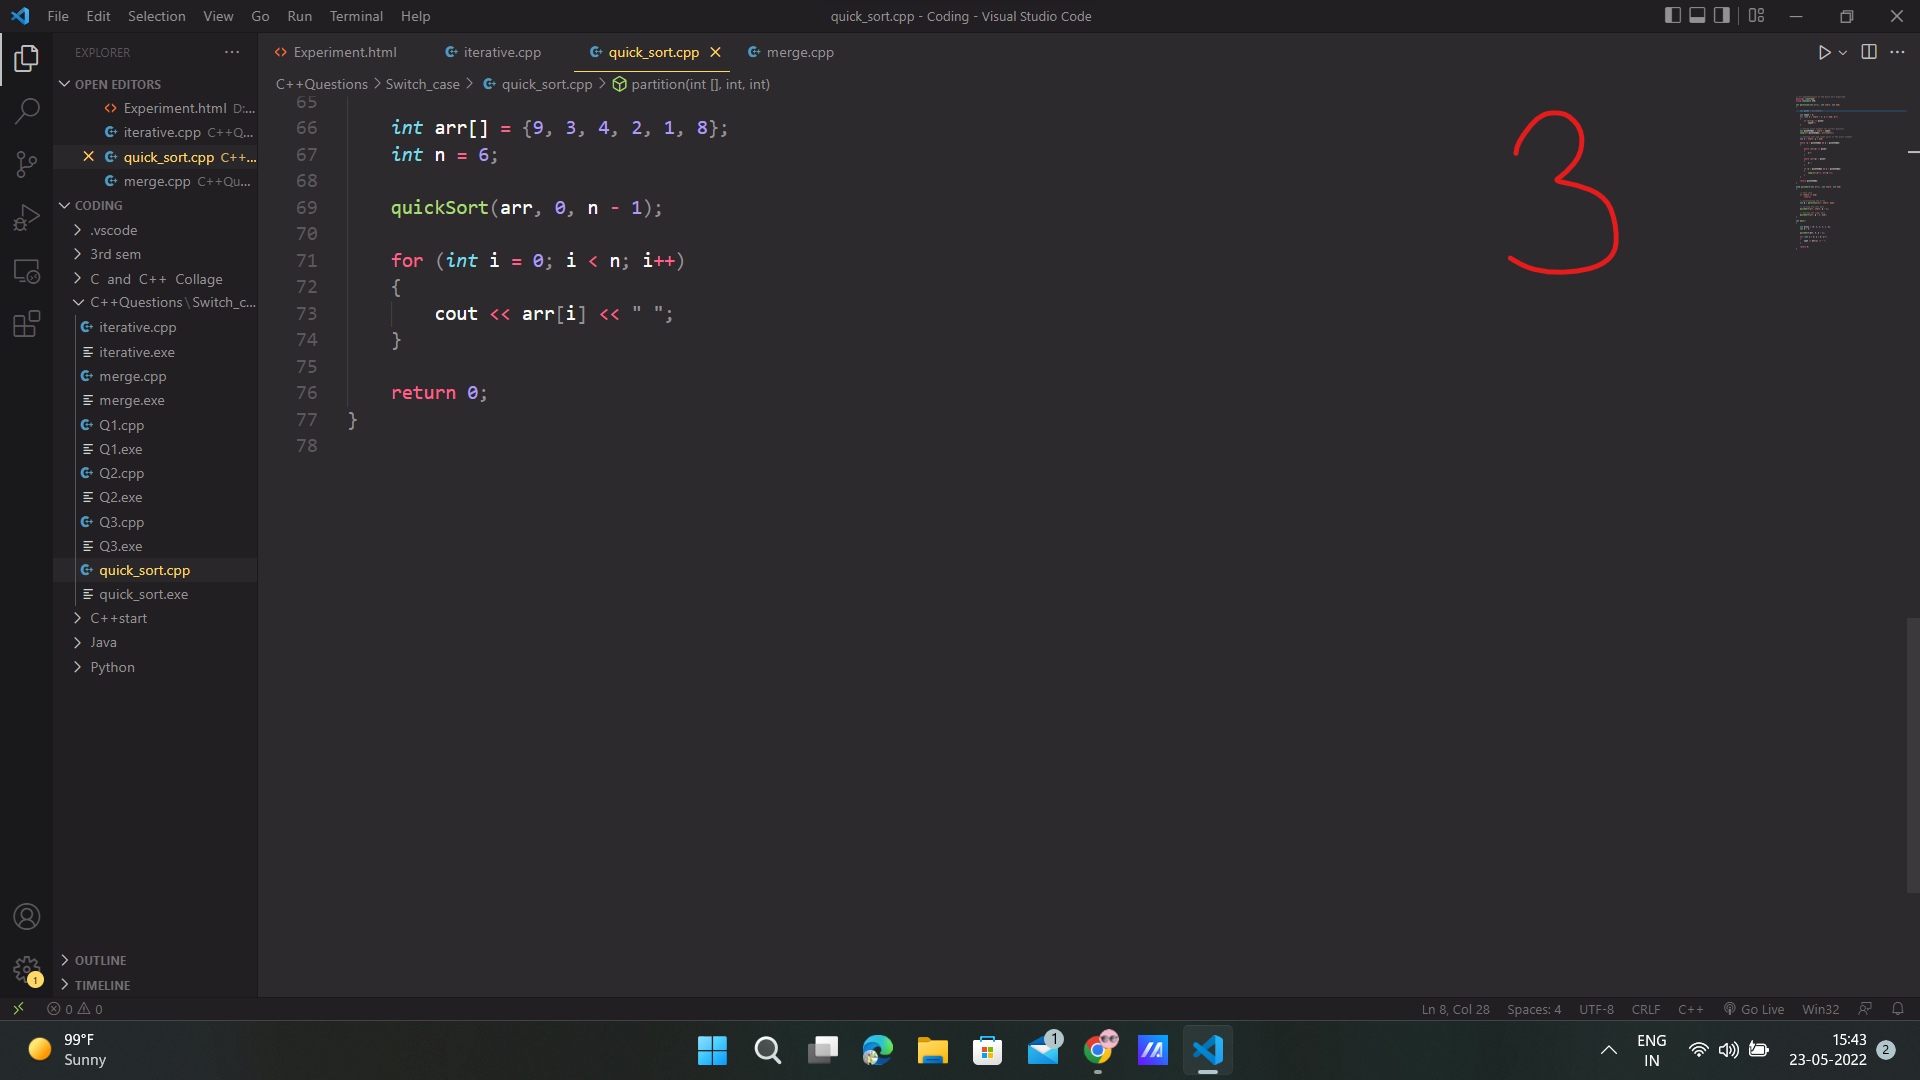 File Edit Selection View Go Run Terminal Help
quick_sort.cpp - Coding - Visual Studio Code
EXPLORER
OPEN EDITORS
Experiment.html D:...
iterative.cpp C++Q...
quick_sort.cpp C++...
merge.cpp C++Qu...
CODING
.vscode
3rd sem
C and C++ Collage
C++Questions\Switch_c...
iterative.cpp
iterative.exe
merge.cpp
merge.exe
Q1.cpp
Q1.exe
Q2.cpp
Q2.exe
Q3.cpp
Q3.exe
quick_sort.cpp
quick_sort.exe
C++start
Java
Python
OUTLINE
TIMELINE
1
Experiment.html iterative.cpp quick_sort.cpp merge.cpp
C++Questions > Switch_case > quick_sort.cpp > partition(int [], int, int)
65
66 int arr[] = {9, 3, 4, 2, 1, 8};
67 int n = 6;
68
69 quickSort(arr, 0, n - 1);
70
71 for (int i = 0; i < n; i++)
72 {
73 cout << arr[i] << " ";
74 }
75
76 return 0;
77 }
78
3
0 0
Ln 8, Col 28 Spaces: 4 UTF-8 CRLF C++ Go Live Win32
99°F
Sunny
1
ENG
IN
15:43
23-05-2022
2